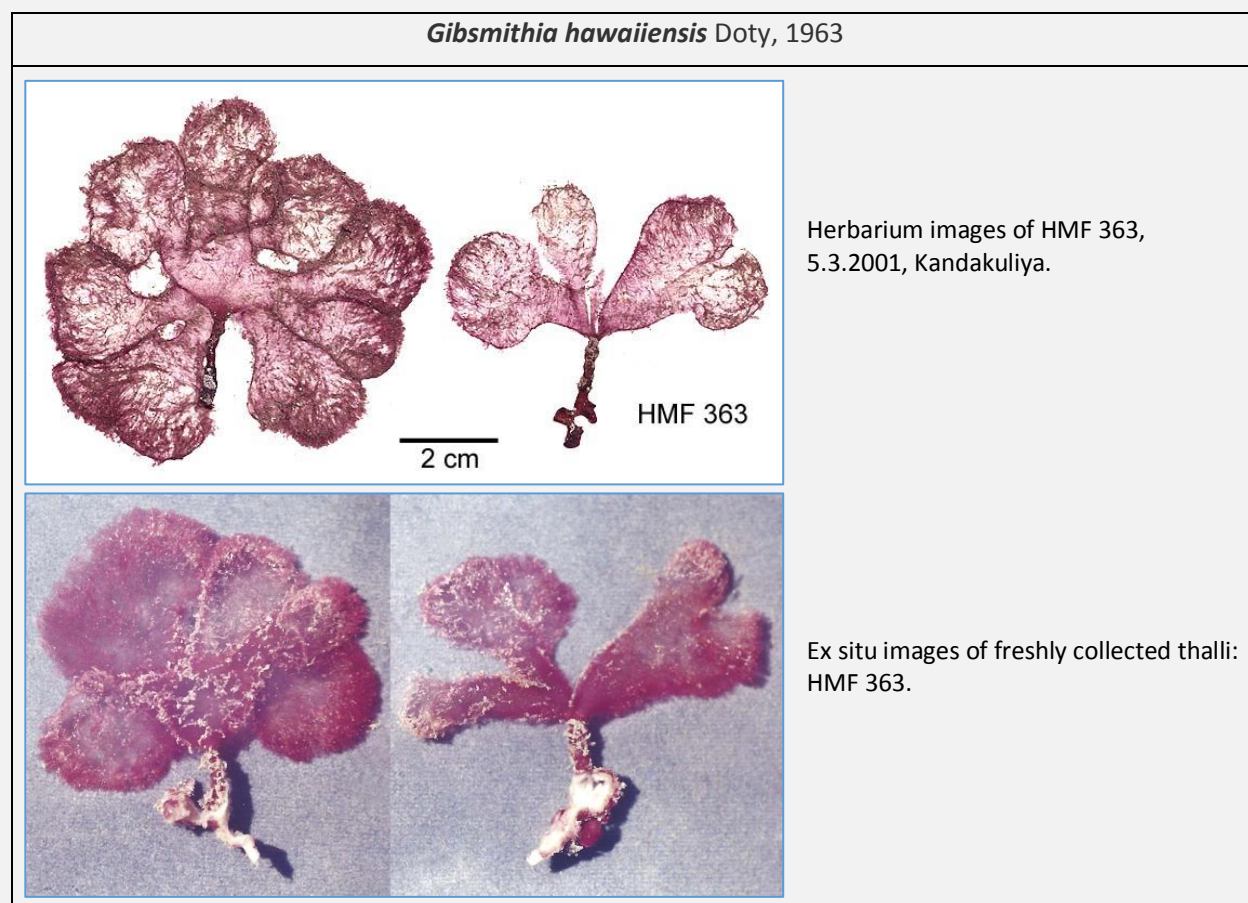 Gibsmithia hawaiiensis Doty, 1963
Herbarium images of HMF 363,
5.3.2001, Kandakuliya.
HMF 363
2 cm
Ex situ images of freshly collected thalli:
HMF 363.